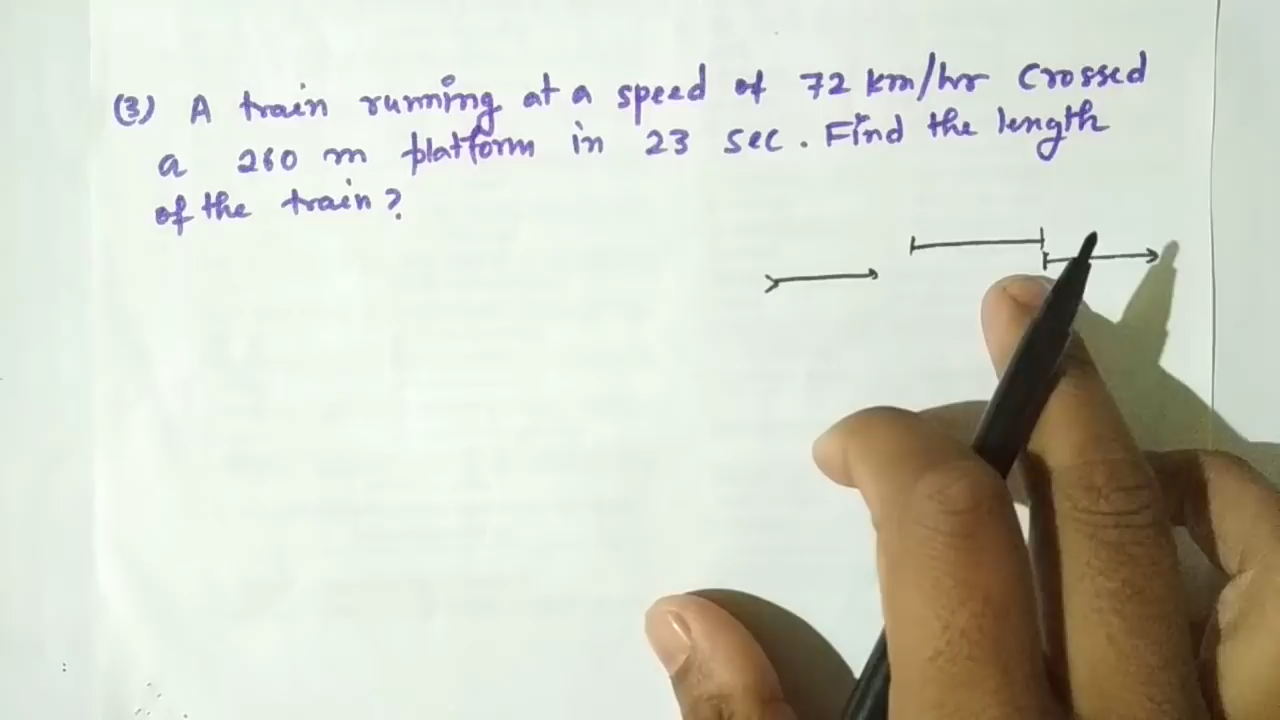 (3) A train running at a speed of 72 km/hr crossed
a 260 m platform in 23 sec. Find the length
of the train?